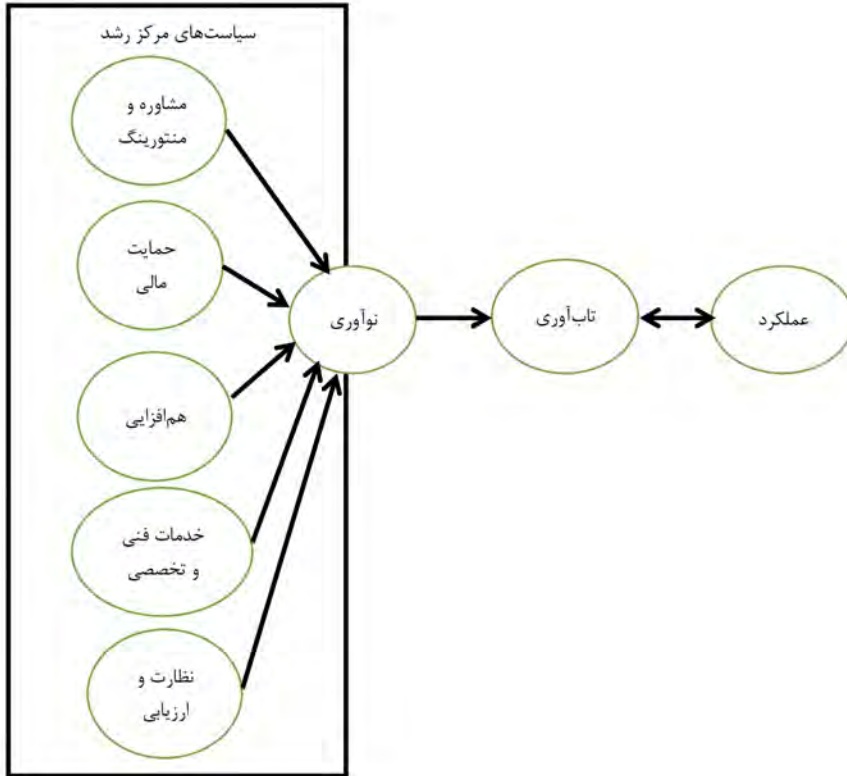 سیاست‌های مرکز رشد
مشاوره و
منتورینگ
حمایت
مالی
هم‌افزایی
خدمات فنی
و تخصصی
نظارت و
ارزیابی
نوآوری
تاب‌آوری
عملکرد